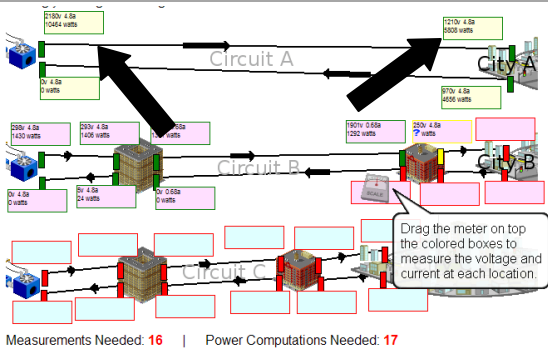 2180v 4.8a
10464 watts
1210v 4.8a
5808 watts
Circuit A
City A
0v 4.8a
0 watts
970v 4.8a
4656 watts
298v 4.8a
1430 watts
293v 4.8a
1406 watts
1901v 0.68a
1292 watts
250v 4.8a
? watts
Circuit B
City B
0v 4.8a
0 watts
5v 4.8a
24 watts
0v 0.68a
0 watts
Drag the meter on top
the colored boxes to
measure the voltage and
current at each location.
Circuit C
Measurements Needed: 16 | Power Computations Needed: 17